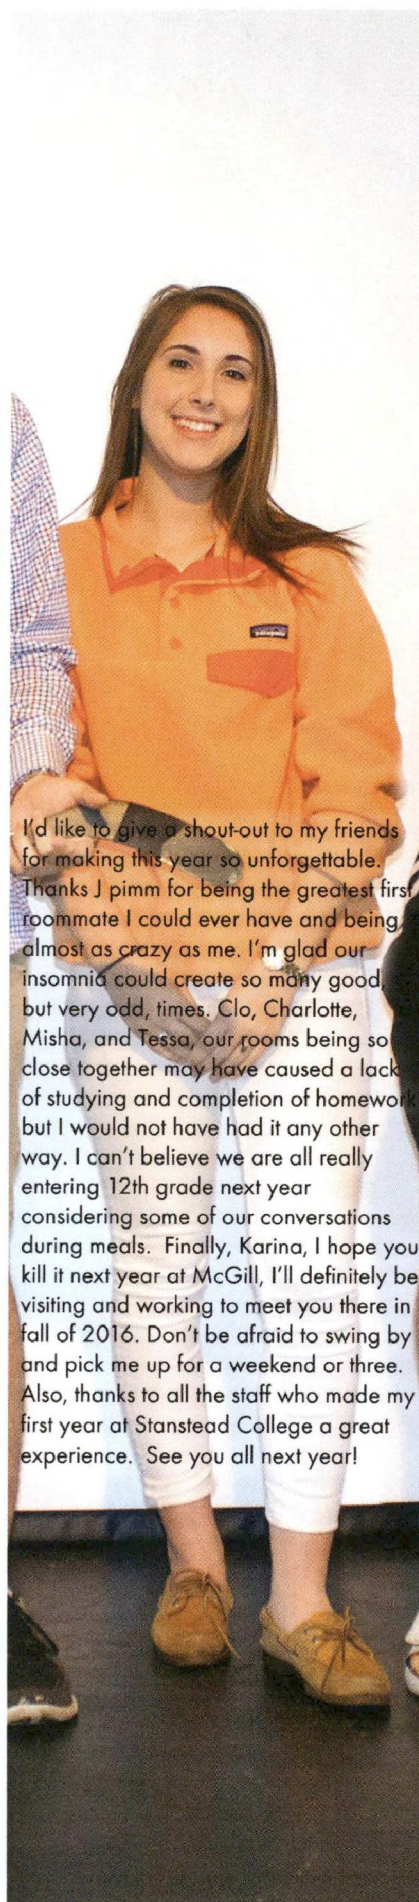 patagonia
I'd like to give a shout-out to my friends
for making this year so unforgettable.
Thanks J pimm for being the greatest first
roommate I could ever have and being
almost as crazy as me. I'm glad our
insomnia could create so many good,
but very odd, times. Clo, Charlotte,
Misha, and Tessa, our rooms being so
close together may have caused a lack
of studying and completion of homework
but I would not have had it any other
way. I can't believe we are all really
entering 12th grade next year
considering some of our conversations
during meals.  Finally, Karina, I hope you
kill it next year at McGill, I'll definitely be
visiting and working to meet you there in
fall of 2016. Don't be afraid to swing by
and pick me up for a weekend or three.
Also, thanks to all the staff who made my
first year at Stanstead College a great
experience.  See you all next year!